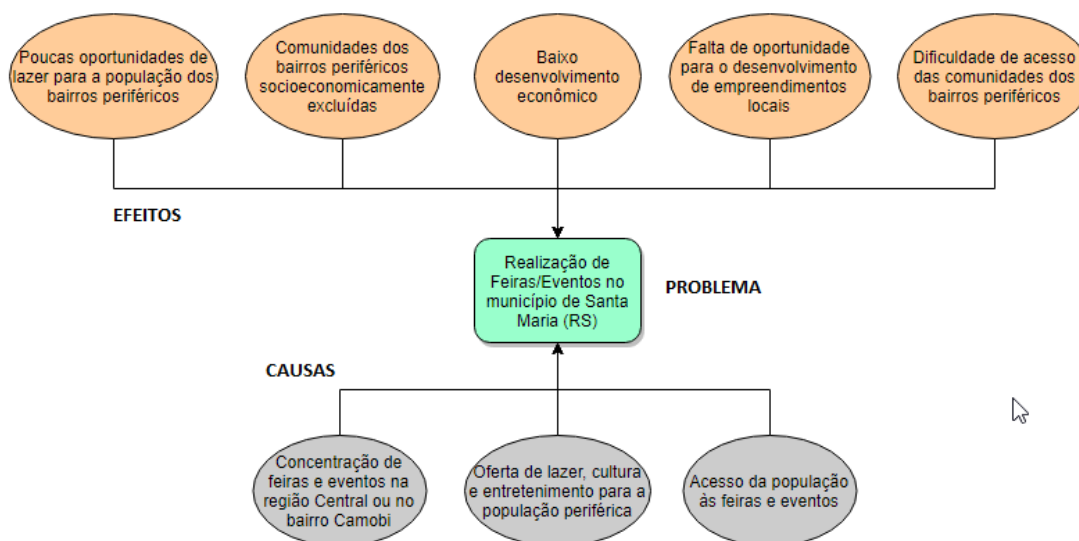 Poucas oportunidades de
lazer para a população dos
bairros periféricos
Comunidades dos
bairros periféricos
socioeconomicamente
excluídas
Baixo
desenvolvimento
econômico
Falta de oportunidade
para o desenvolvimento
de empreendimentos
locais
Dificuldade de acesso
das comunidades dos
bairros periféricos
EFEITOS
Realização de
Feiras/Eventos no
município de Santa
Maria (RS)
PROBLEMA
CAUSAS
Concentração de
feiras e eventos na
região Central ou no
bairro Camobi
Oferta de lazer, cultura
e entretenimento para a
população periférica
Acesso da população
às feiras e eventos